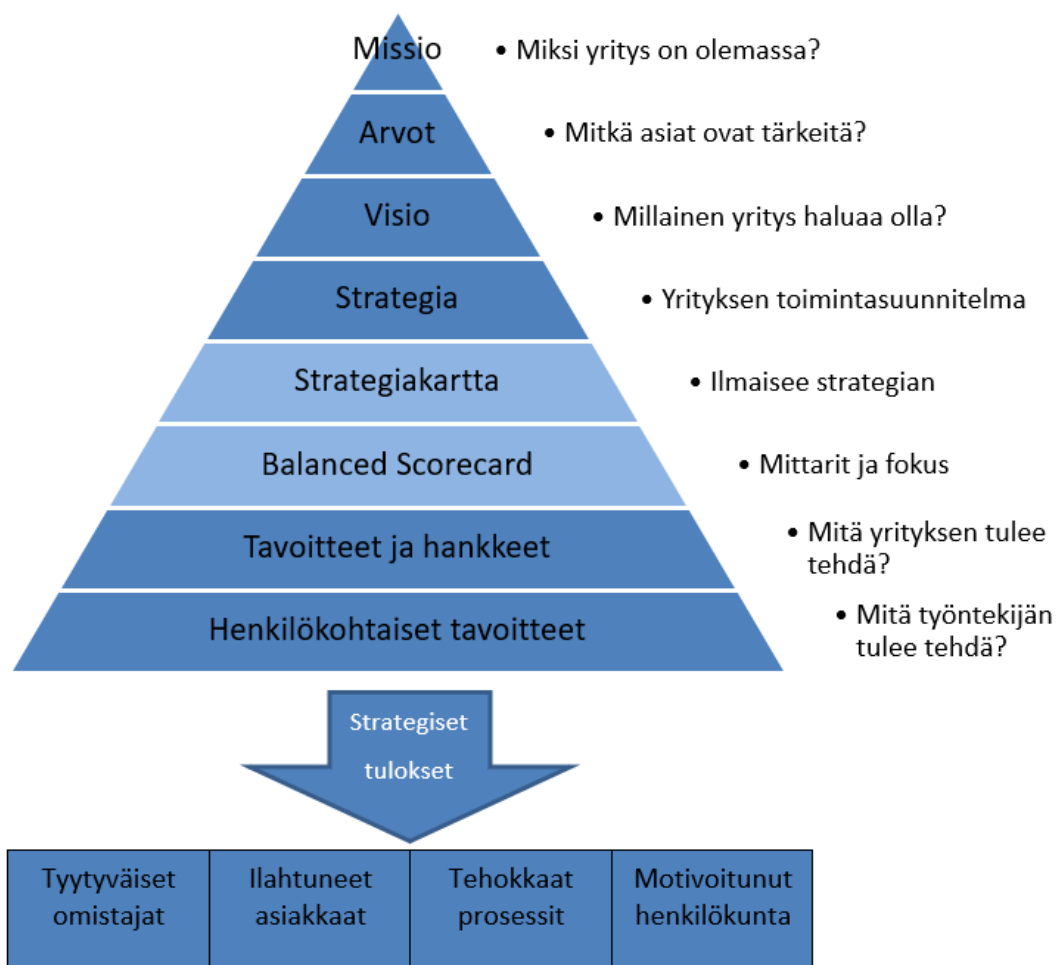 Missio
• Miksi yritys on olemassa?
Arvot
• Mitkä asiat ovat tärkeitä?
Visio
• Millainen yritys haluaa olla?
Strategia
• Yrityksen toimintasuunnitelma
Strategiakartta
• Ilmaisee strategian
Balanced Scorecard
• Mittarit ja fokus
Tavoitteet ja hankkeet
• Mitä yrityksen tulee
tehdä?
Henkilökohtaiset tavoitteet
• Mitä työntekijän
tulee tehdä?
Strategiset
tulokset
Tyytyväiset
omistajat
Ilahtuneet
asiakkaat
Tehokkaat
prosessit
Motivoitunut
henkilökunta